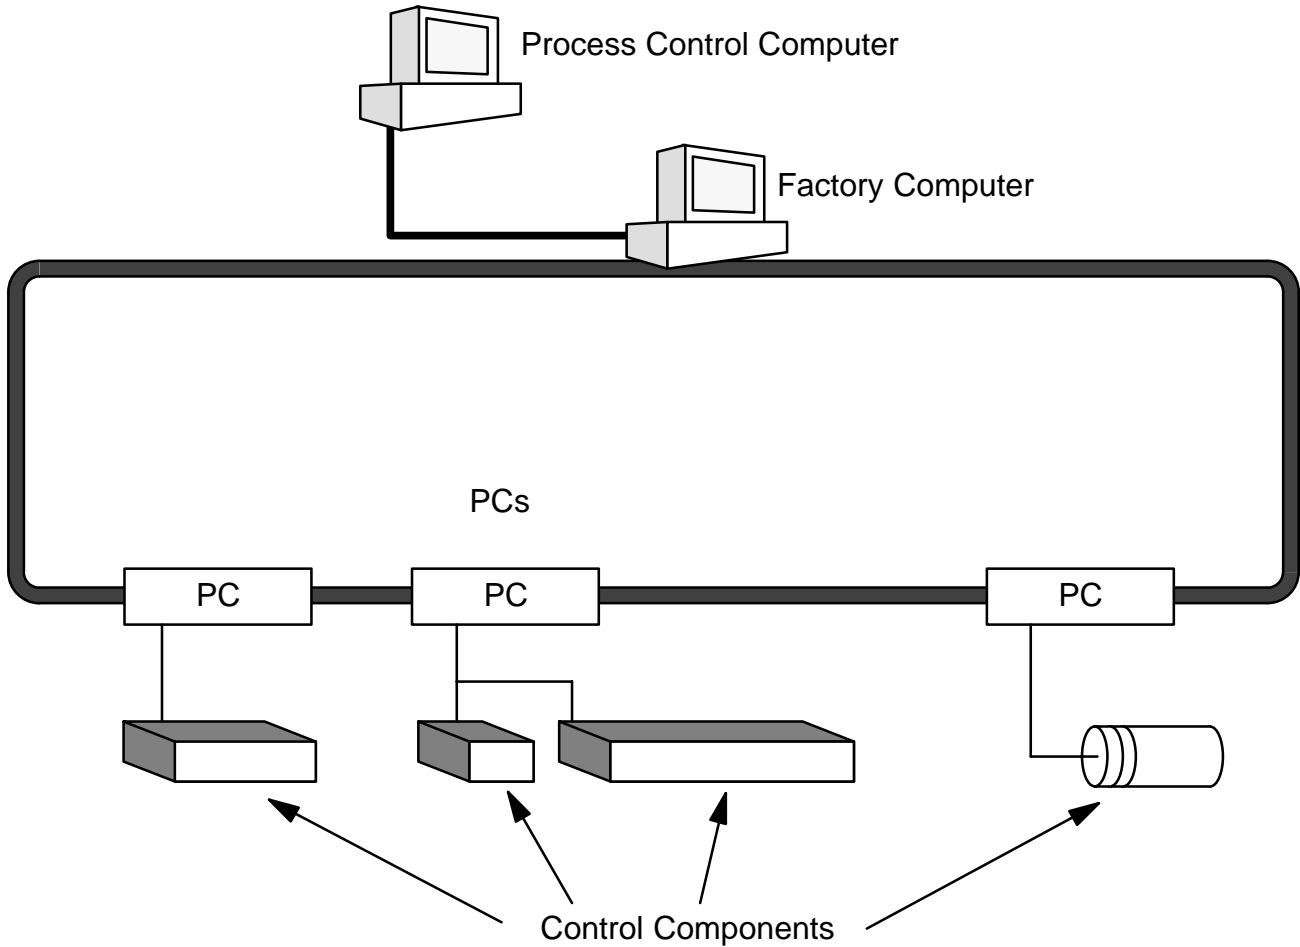 Process Control Computer
Factory Computer
PCs
PC
PC
PC
Control Components